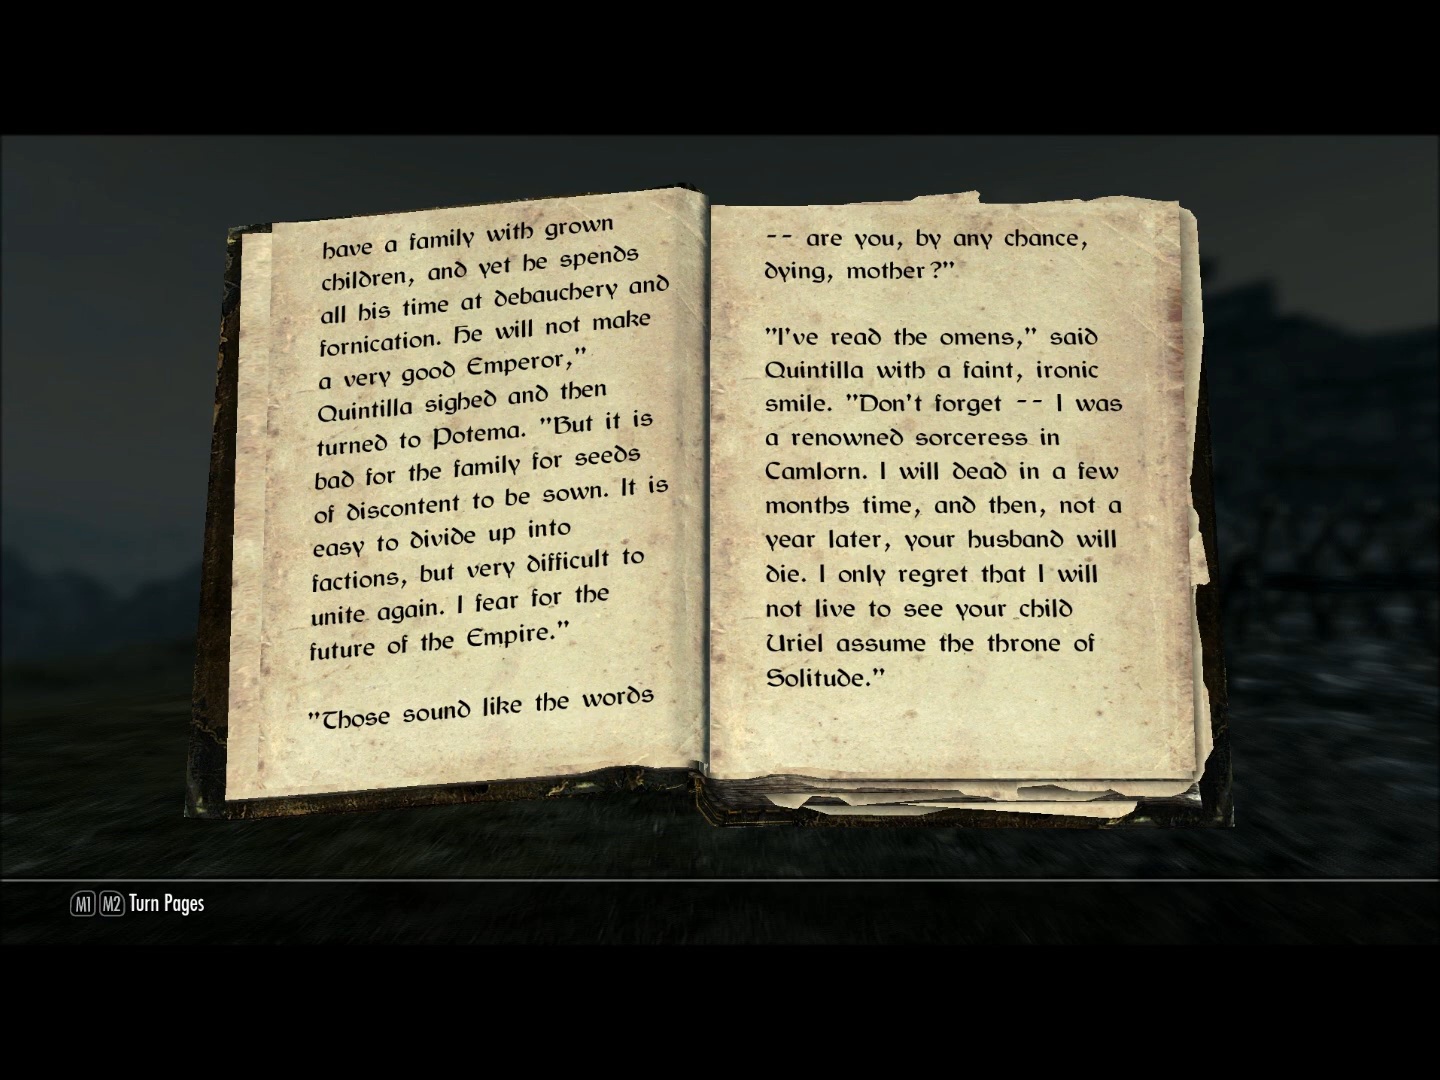 have a family with grown
children, and yet he spends
all his time at debauchery and
fornication. He will not make
a very good Emperor,"
Quintilla sighed and then
turned to Potema. "But it is
bad for the family for seeds
of discontent to be sown. It is
easy to divide up into
factions, but very difficult to
unite again. I fear for the
future of the Empire."
"Those sound like the words
-- are you, by any chance,
dying, mother?"
"I've read the omens," said
Quintilla with a faint, ironic
smile. "Don't forget -- I was
a renowned sorceress in
Camlorn. I will dead in a few
months time, and then, not a
year later, your husband will
die. I only regret that I will
not live to see your child
Uriel assume the throne of
Solitude."
M1 M2 Turn Pages